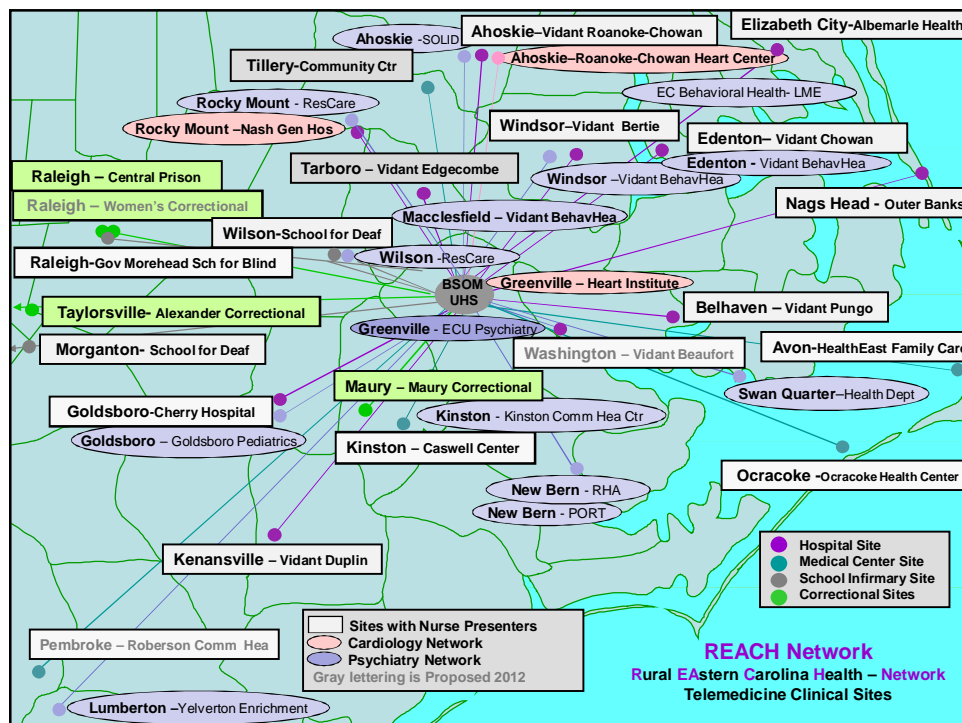 Ahoskie -SOLID
Ahoskie–Vidant Roanoke-Chowan
Elizabeth City-Albemarle Health
Tillery-Community Ctr
Ahoskie–Roanoke-Chowan Heart Center
Rocky Mount - ResCare
EC Behavioral Health- LME
Rocky Mount –Nash Gen Hos
Windsor–Vidant Bertie
Edenton– Vidant Chowan
Tarboro – Vidant Edgecombe
Edenton - Vidant BehavHea
Raleigh – Central Prison
Windsor –Vidant BehavHea
Raleigh – Women's Correctional
Macclesfield – Vidant BehavHea
Nags Head - Outer Banks
Wilson-School for Deaf
Raleigh-Gov Morehead Sch for Blind
Wilson -ResCare
BSOM
UHS
Greenville – Heart Institute
Taylorsville- Alexander Correctional
Belhaven – Vidant Pungo
Greenville - ECU Psychiatry
Morganton- School for Deaf
Washington – Vidant Beaufort
Avon-HealthEast Family Care
Maury – Maury Correctional
Swan Quarter–Health Dept
Goldsboro-Cherry Hospital
Kinston - Kinston Comm Hea Ctr
Goldsboro – Goldsboro Pediatrics
Kinston – Caswell Center
Ocracoke -Ocracoke Health Center
New Bern - RHA
New Bern - PORT
Kenansville – Vidant Duplin
Hospital Site
Medical Center Site
School Infirmary Site
Correctional Sites
Sites with Nurse Presenters
Cardiology Network
Psychiatry Network
Gray lettering is Proposed 2012
Pembroke – Roberson Comm Hea
REACH Network
Rural EAstern Carolina Health – Network
Telemedicine Clinical Sites
Lumberton –Yelverton Enrichment